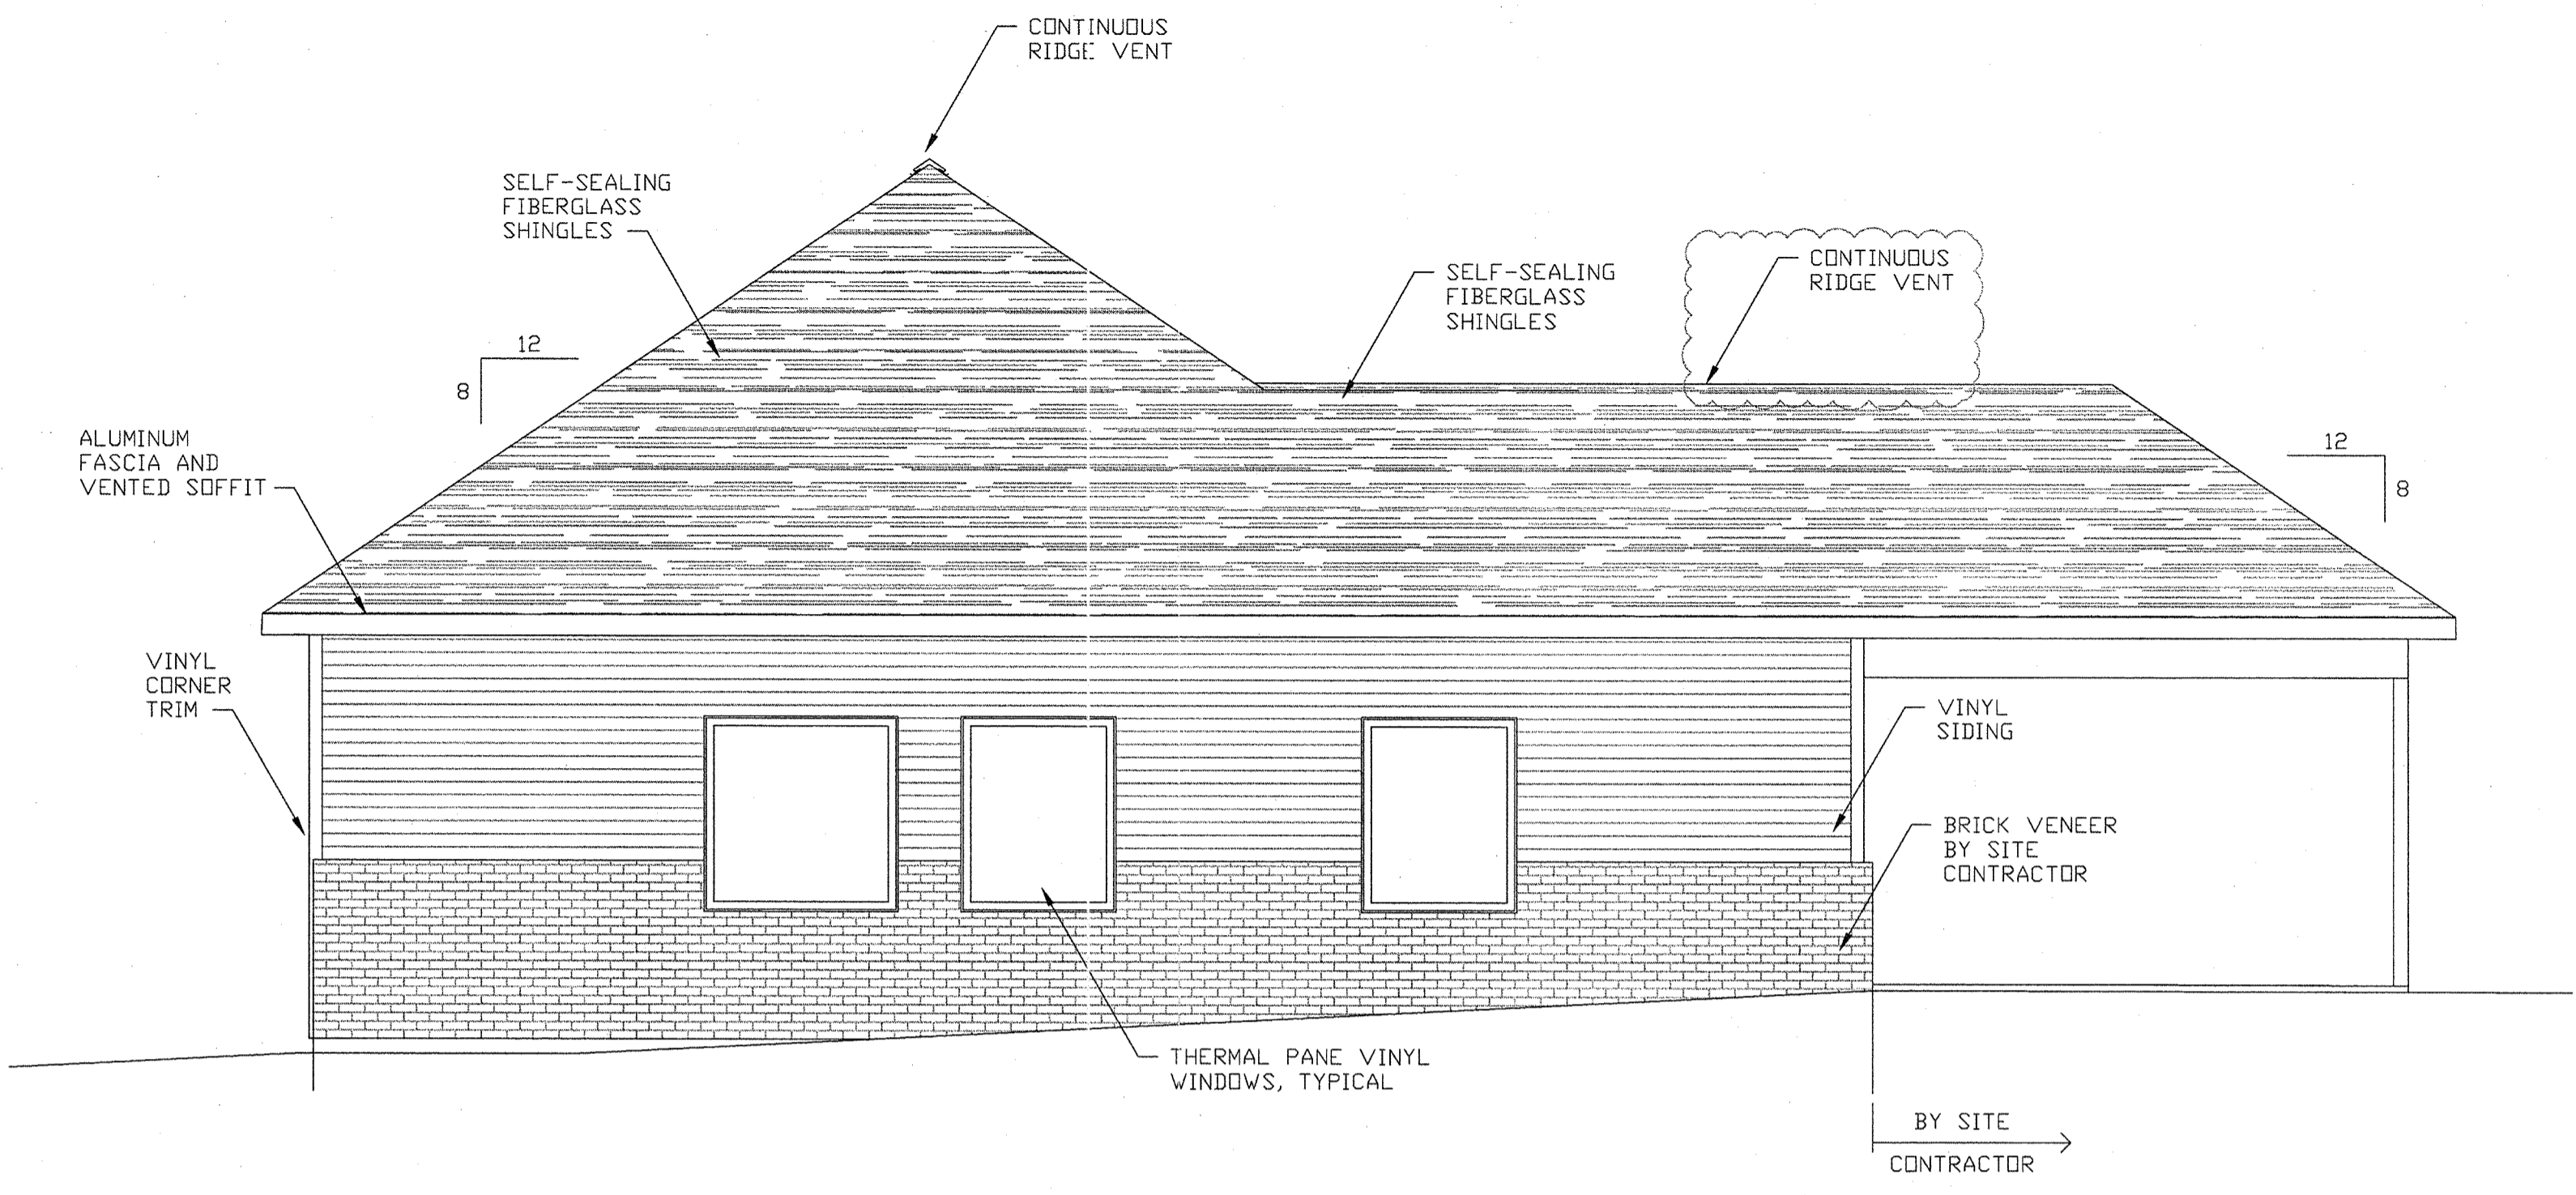 CONTINUOUS
RIDGE VENT
SELF-SEALING
FIBERGLASS
SHINGLES
CONTINUOUS
RIDGE VENT
SELF-SEALING
FIBERGLASS
SHINGLES
12
8
ALUMINUM
FASCIA AND
VENTED SOFFIT
12
8
VINYL
CORNER
TRIM
VINYL
SIDING
BRICK VENEER
BY SITE
CONTRACTOR
THERMAL PANE VINYL
WINDOWS, TYPICAL
BY SITE
CONTRACTOR